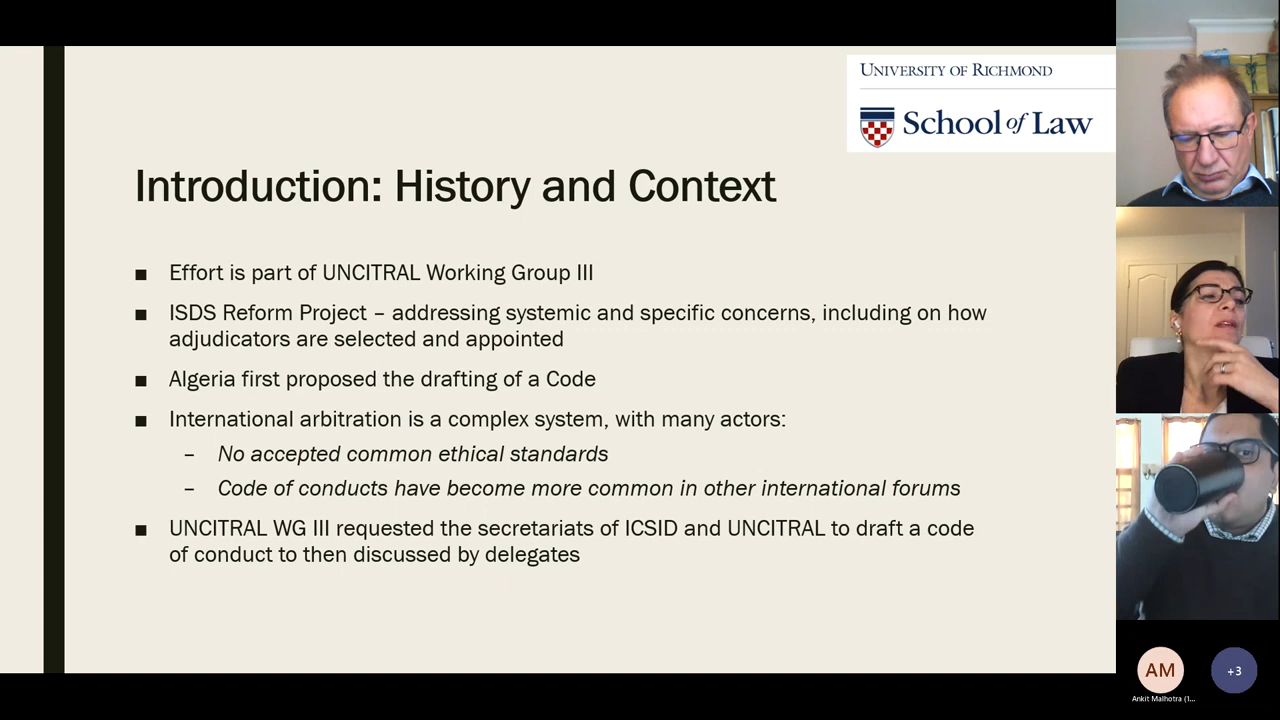 UNIVERSITY OF RICHMOND
School of Law
Introduction: History and Context
■ Effort is part of UNCITRAL Working Group III
■ ISDS Reform Project – addressing systemic and specific concerns, including on how
adjudicators are selected and appointed
■ Algeria first proposed the drafting of a Code
■ International arbitration is a complex system, with many actors:
– No accepted common ethical standards
– Code of conducts have become more common in other international forums
■ UNCITRAL WG III requested the secretariats of ICSID and UNCITRAL to draft a code
of conduct to then discussed by delegates
AM
+3
Ankit Malhotra (1...